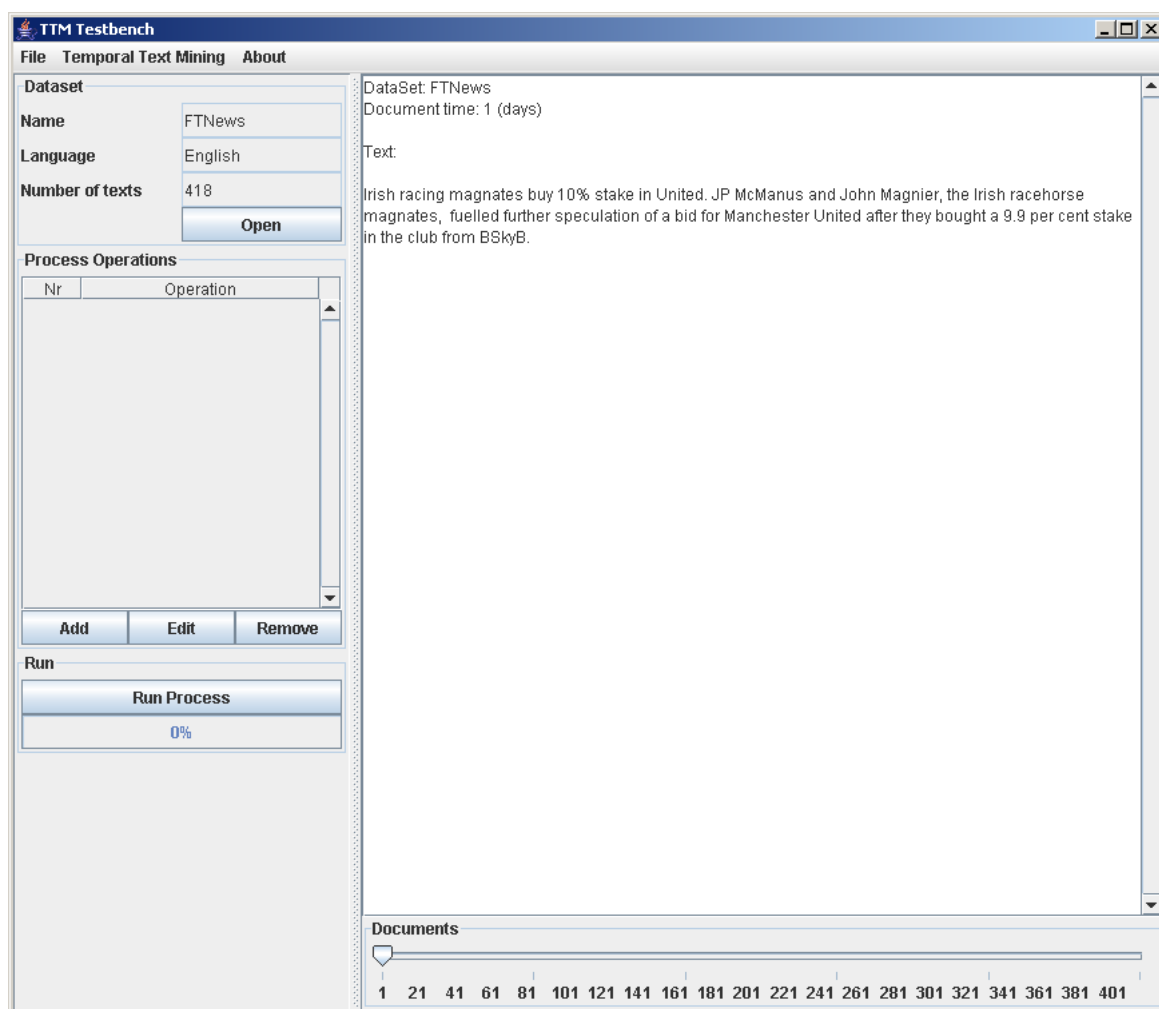 TTM Testbench
File Temporal Text Mining About
Dataset
Name FTNews
Language English
Number of texts 418
Open
Process Operations
Nr Operation
Add Edit Remove
Run
Run Process
0%
DataSet: FTNews
Document time: 1 (days)
Text:
Irish racing magnates buy 10% stake in United. JP McManus and John Magnier, the Irish racehorse
magnates, fuelled further speculation of a bid for Manchester United after they bought a 9.9 per cent stake
in the club from BSkyB.
Documents
1 21 41 61 81 101 121 141 161 181 201 221 241 261 281 301 321 341 361 381 401